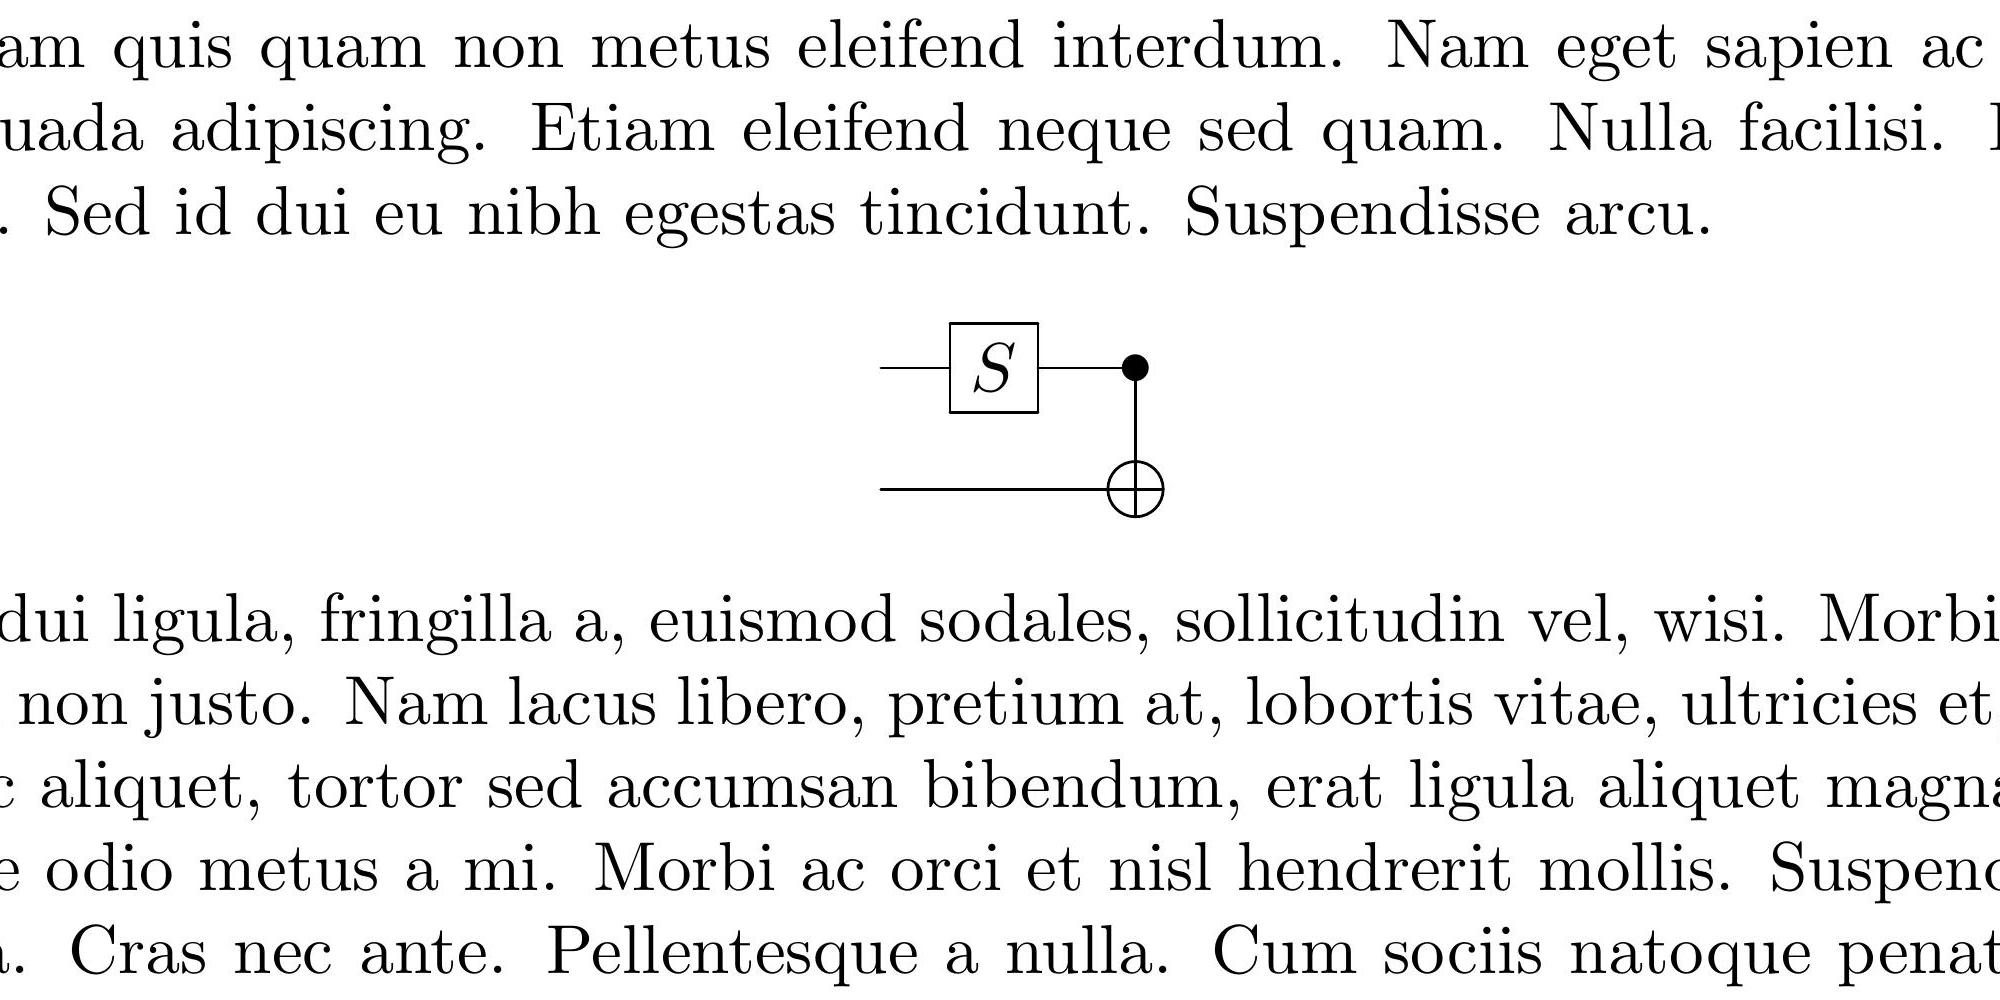 am quis quam non metus eleifend interdum. Nam eget sapien ac
uada adipiscing. Etiam eleifend neque sed quam. Nulla facilisi.
. Sed id dui eu nibh egestas tincidunt. Suspendisse arcu.
S
dui ligula, fringilla a, euismod sodales, sollicitudin vel, wisi. Morbi
non justo. Nam lacus libero, pretium at, lobortis vitae, ultricies et
aliquet, tortor sed accumsan bibendum, erat ligula aliquet magna
e odio metus a mi. Morbi ac orci et nisl hendrerit mollis. Suspen
. Cras nec ante. Pellentesque a nulla. Cum sociis natoque penat